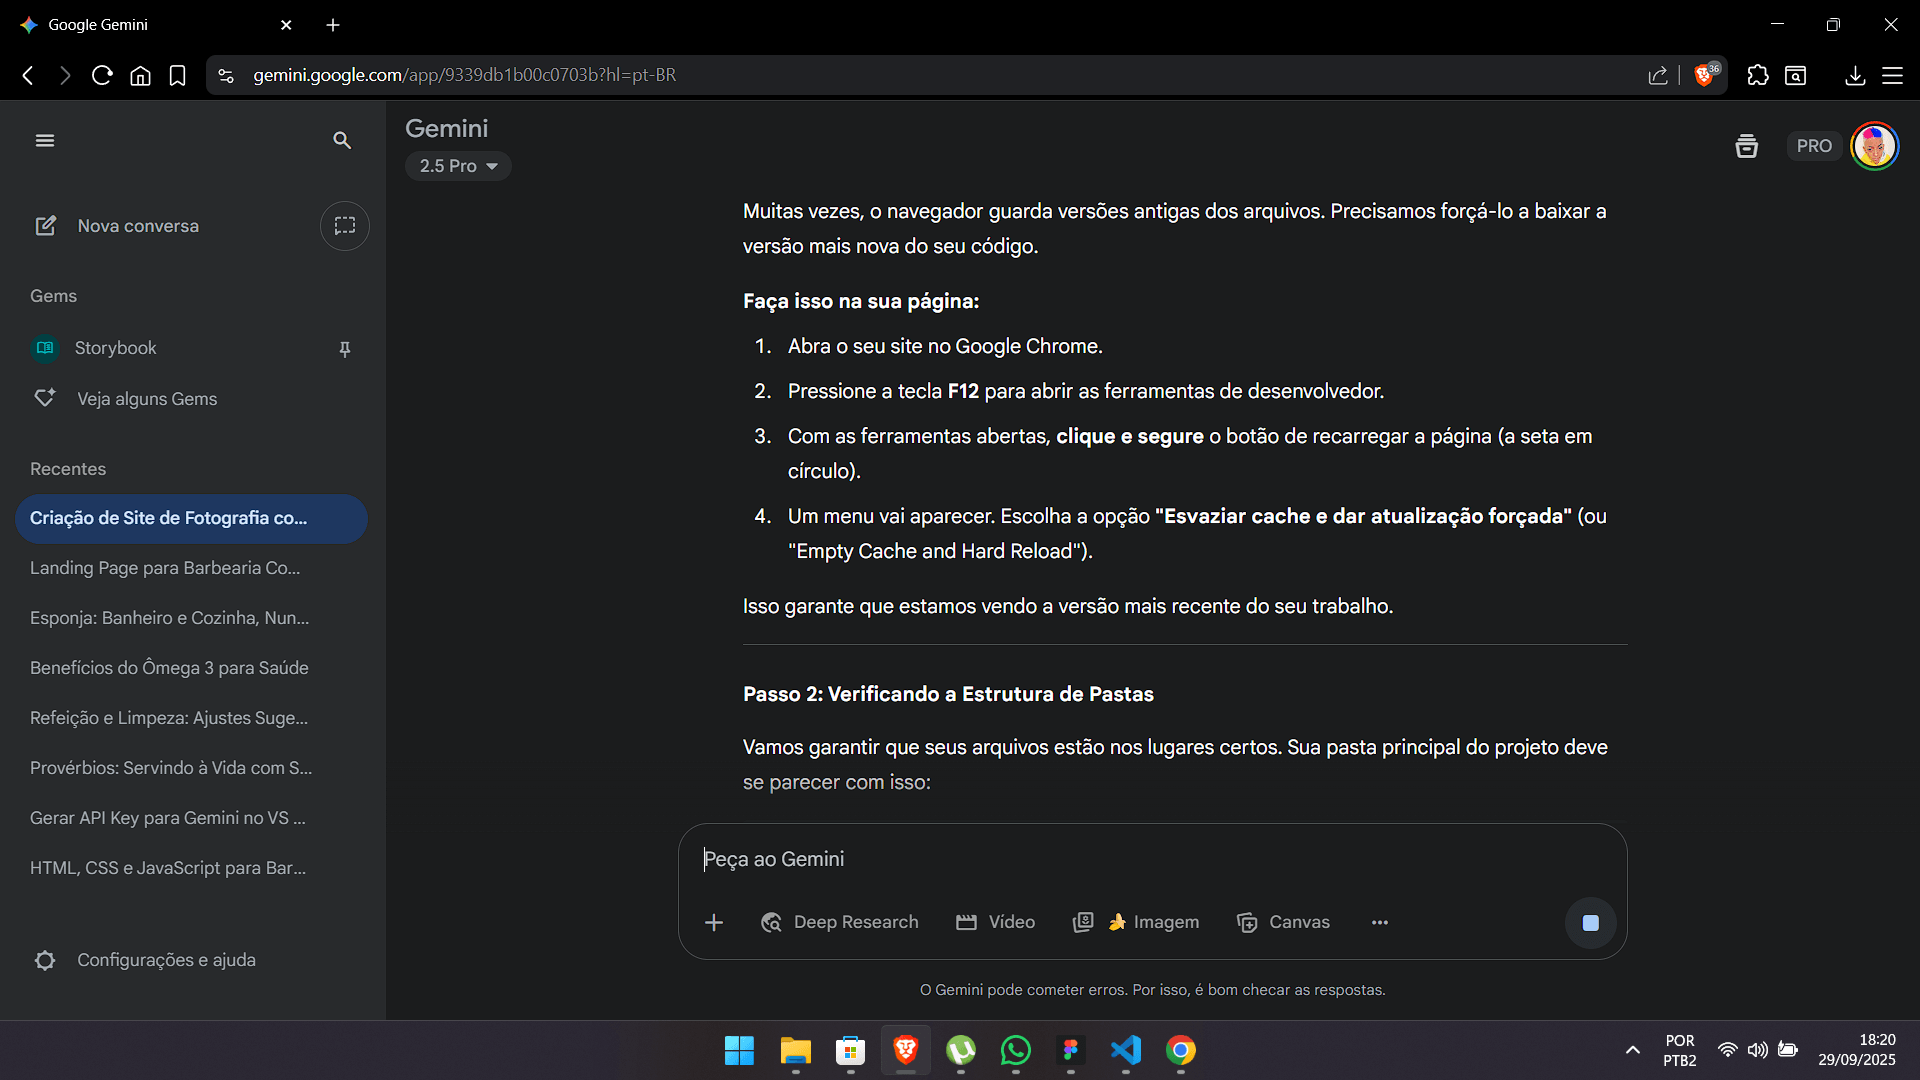 Google Gemini
gemini.google.com/app/9339db1b00c0703b?hl=pt-BR
36
Gemini
2.5 Pro
PRO
Nova conversa
Gems
Storybook
Veja alguns Gems
Recentes
Criação de Site de Fotografia co...
Landing Page para Barbearia Co...
Esponja: Banheiro e Cozinha, Nun...
Benefícios do Ômega 3 para Saúde
Refeição e Limpeza: Ajustes Suge...
Provérbios: Servindo à Vida com S...
Gerar API Key para Gemini no VS ...
HTML, CSS e JavaScript para Bar...
Configurações e ajuda
Muitas vezes, o navegador guarda versões antigas dos arquivos. Precisamos forçá-lo a baixar a
versão mais nova do seu código.
Faça isso na sua página:
1. Abra o seu site no Google Chrome.
2. Pressione a tecla F12 para abrir as ferramentas de desenvolvedor.
3. Com as ferramentas abertas, clique e segure o botão de recarregar a página (a seta em
círculo).
4. Um menu vai aparecer. Escolha a opção "Esvaziar cache e dar atualização forçada" (ou
"Empty Cache and Hard Reload").
Isso garante que estamos vendo a versão mais recente do seu trabalho.
Passo 2: Verificando a Estrutura de Pastas
Vamos garantir que seus arquivos estão nos lugares certos. Sua pasta principal do projeto deve
se parecer com isso:
Peça ao Gemini
Deep Research
Vídeo
Imagem
Canvas
O Gemini pode cometer erros. Por isso, é bom checar as respostas.
POR
PTB2
18:20
29/09/2025